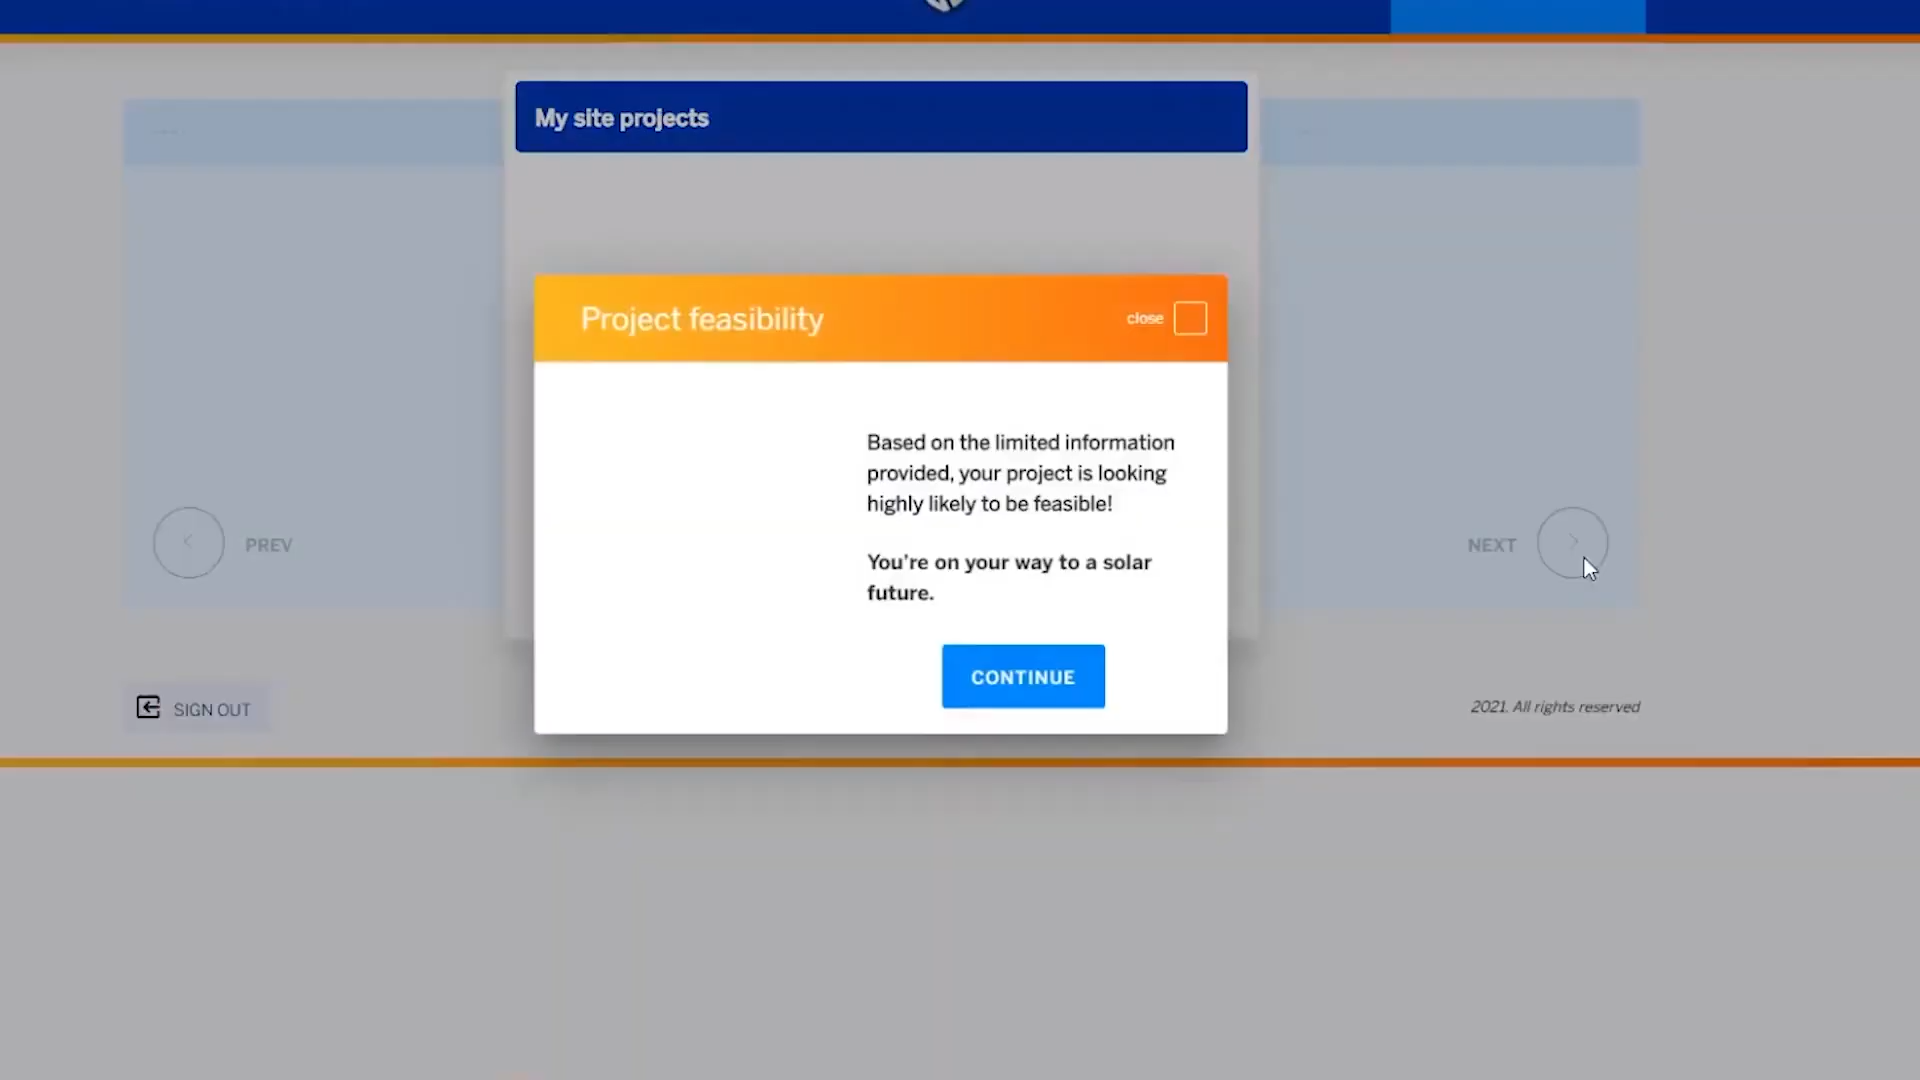 My site projects
Project feasibility
close
Based on the limited information
provided, your project is looking
highly likely to be feasible!
You're on your way to a solar
future.
CONTINUE
PREV
NEXT
SIGN OUT
2021. All rights reserved